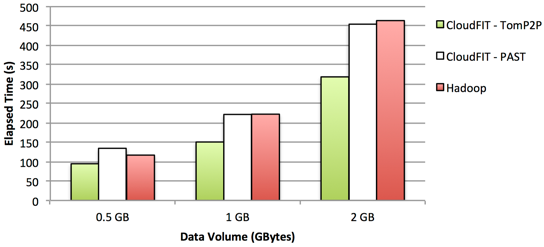 500
450
400
350
300
250
200
150
100
50
0
Elapsed Time (s)
0.5 GB
1 GB
2 GB
Data Volume (GBytes)
CloudFIT - TomP2P
CloudFIT - PAST
Hadoop